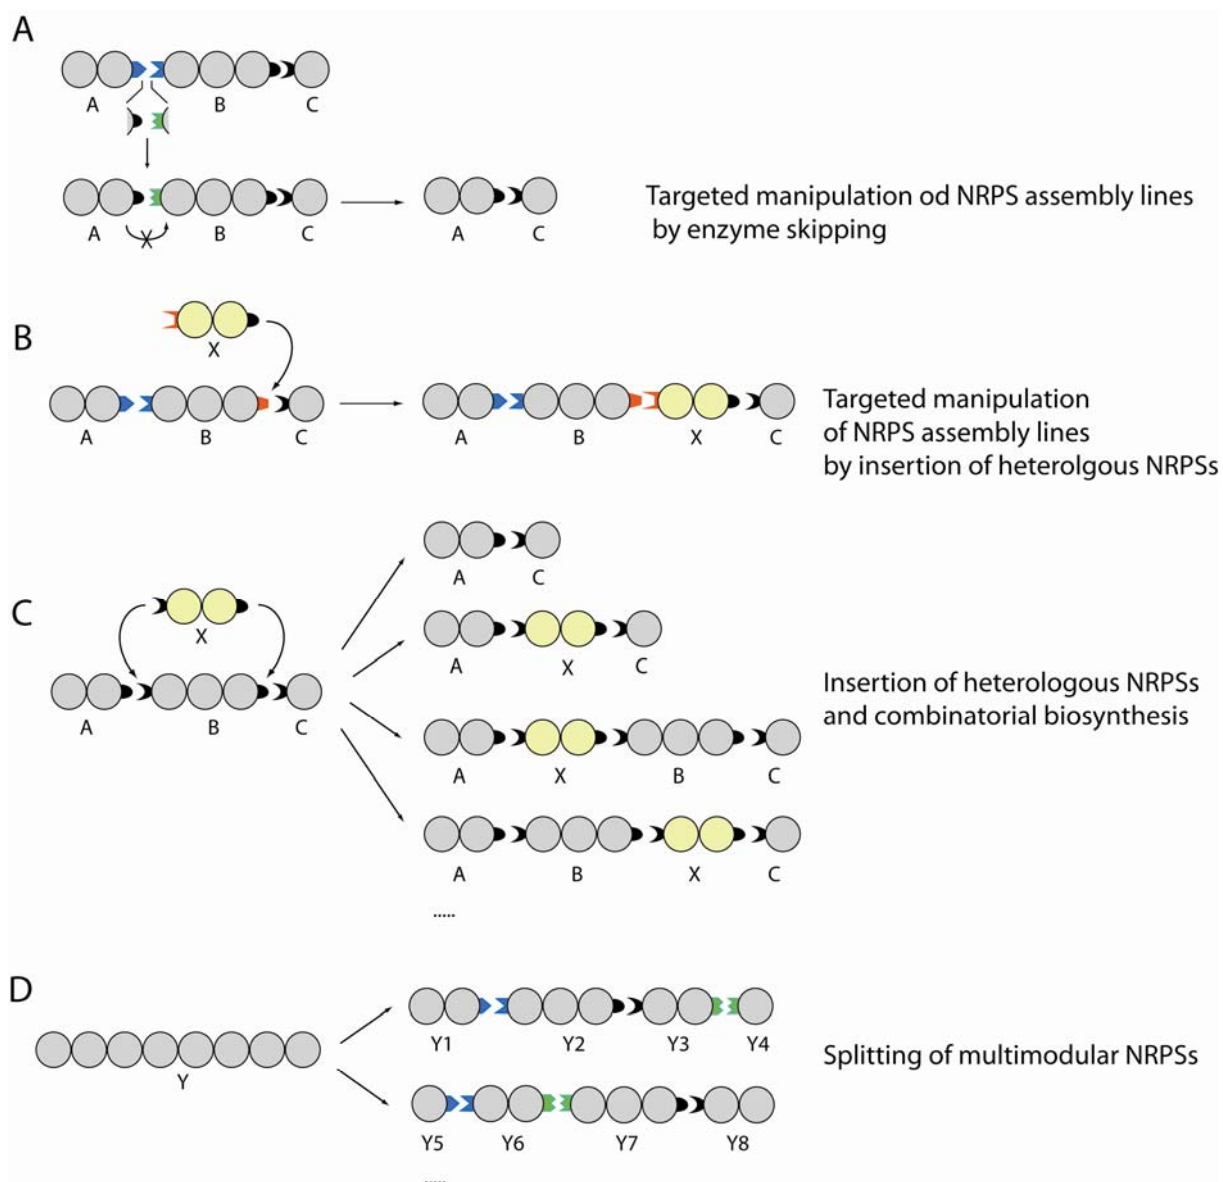 A
A B C
A B C
A C
Targeted manipulation od NRPS assembly lines
by enzyme skipping
B
X
A B C
A B X C
Targeted manipulation
of NRPS assembly lines
by insertion of heterolgous NRPSs
C
X
A B C
A C
A X C
A X B C
A B X C
.....
Insertion of heterologous NRPSs
and combinatorial biosynthesis
D
Y
Y1 Y2 Y3 Y4
Y5 Y6 Y7 Y8
.....
Splitting of multimodular NRPSs